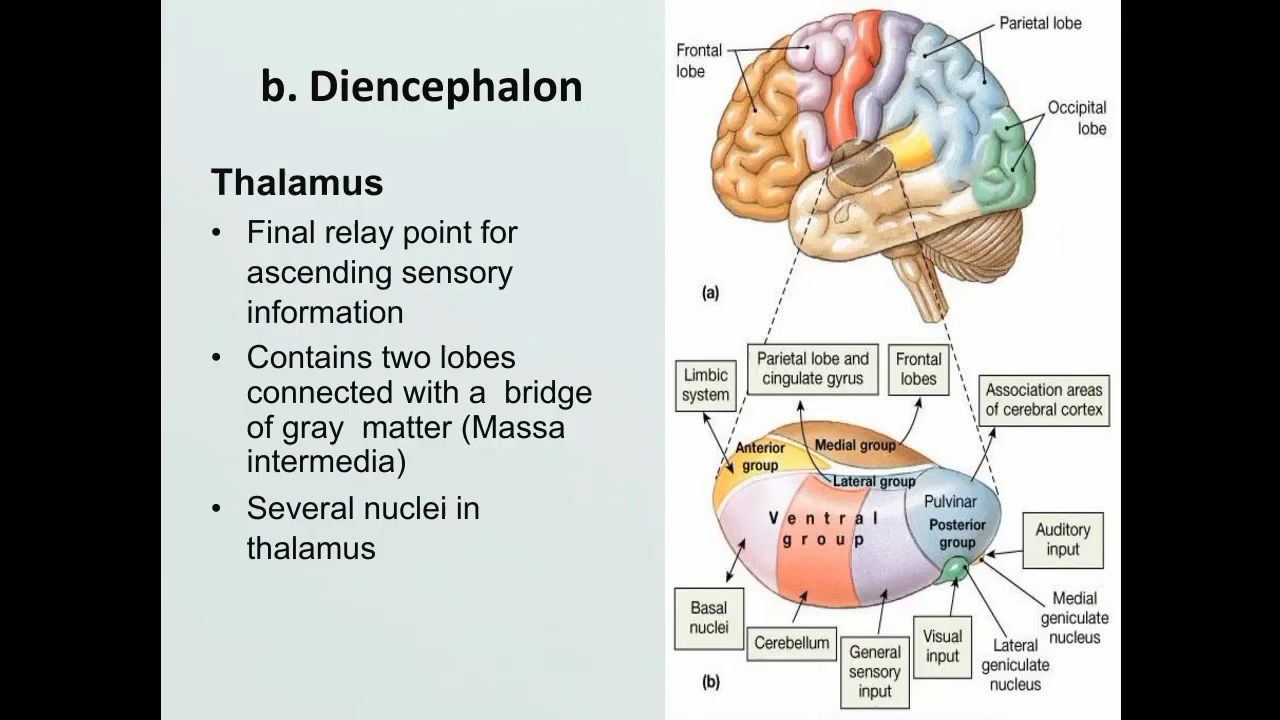 b. Diencephalon
Thalamus
• Final relay point for
ascending sensory
information
• Contains two lobes
connected with a bridge
of gray matter (Massa
intermedia)
• Several nuclei in
thalamus
Frontal
lobe
Parietal lobe
Occipital
lobe
(a)
Limbic
system
Parietal lobe and
cingulate gyrus
Frontal
lobes
Association areas
of cerebral cortex
Anterior
group
Medial group
Lateral group
Pulvinar
Posterior
group
Ventral
group
Auditory
input
Medial
geniculate
nucleus
Basal
nuclei
Cerebellum
General
sensory
input
Visual
input
Lateral
geniculate
nucleus
(b)